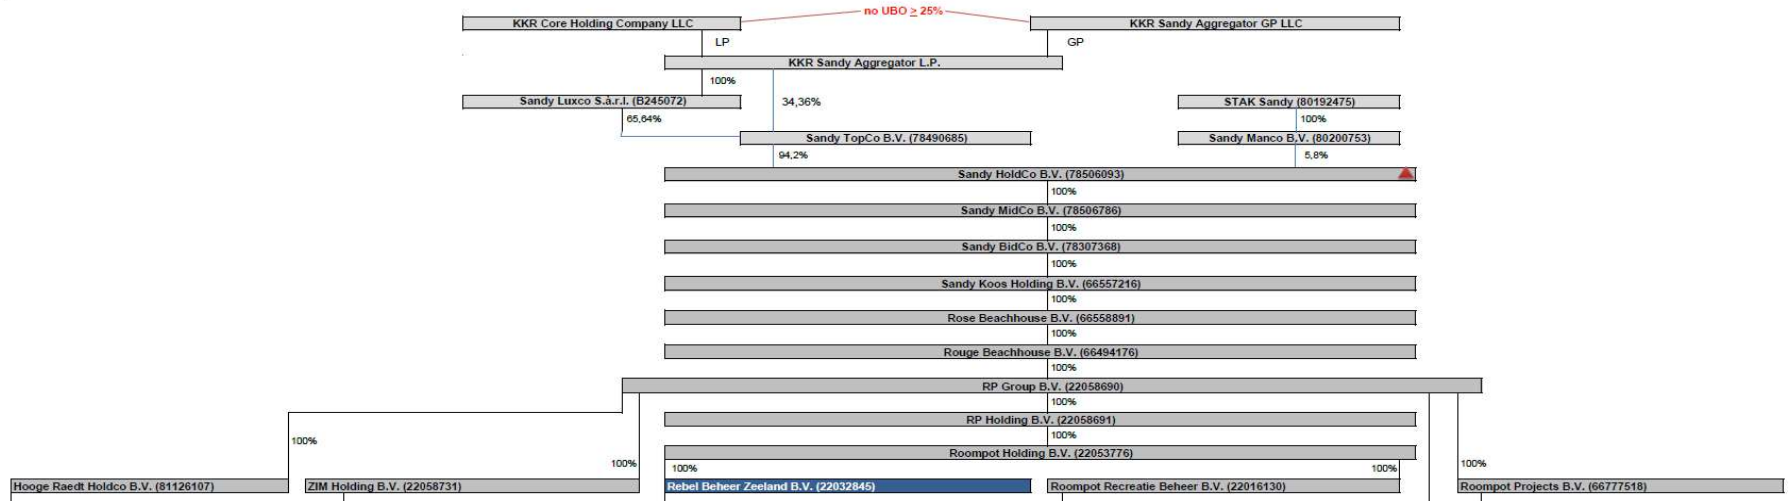 no UBO ≥ 25%
KKR Core Holding Company LLC
KKR Sandy Aggregator GP LLC
LP
GP
KKR Sandy Aggregator L.P.
100%
Sandy Luxco S.à.r.l. (B245072)
34,36%
STAK Sandy (80192475)
65,64%
100%
Sandy TopCo B.V. (78490685)
Sandy Manco B.V. (80200753)
94,2%
5,8%
Sandy HoldCo B.V. (78506093)
100%
Sandy MidCo B.V. (78506786)
100%
Sandy BidCo B.V. (78307368)
100%
Sandy Koos Holding B.V. (66557216)
100%
Rose Beachhouse B.V. (66558891)
100%
Rouge Beachhouse B.V. (66494176)
100%
RP Group B.V. (22058690)
100%
RP Holding B.V. (22058691)
100%
100%
Roompot Holding B.V. (22053776)
100%
100%
100%
100%
Hooge Raedt Holdco B.V. (81126107)
ZIM Holding B.V. (22058731)
Rebel Beheer Zeeland B.V. (22032845)
Roompot Recreatie Beheer B.V. (22016130)
Roompot Projects B.V. (66777518)